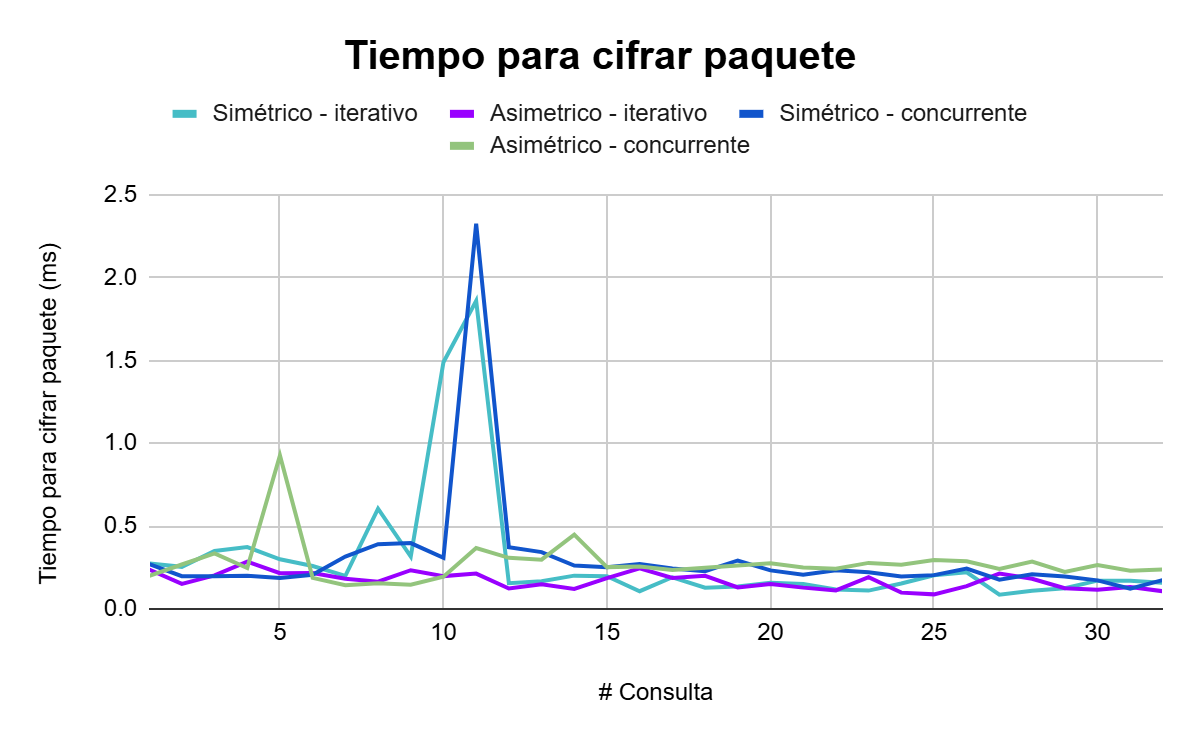 Tiempo para cifrar paquete
Simétrico - iterativo
Asimetrico - iterativo
Simétrico - concurrente
Asimétrico - concurrente
Tiempo para cifrar paquete (ms)
2.5
2.0
1.5
1.0
0.5
0.0
5
10
15
20
25
30
# Consulta